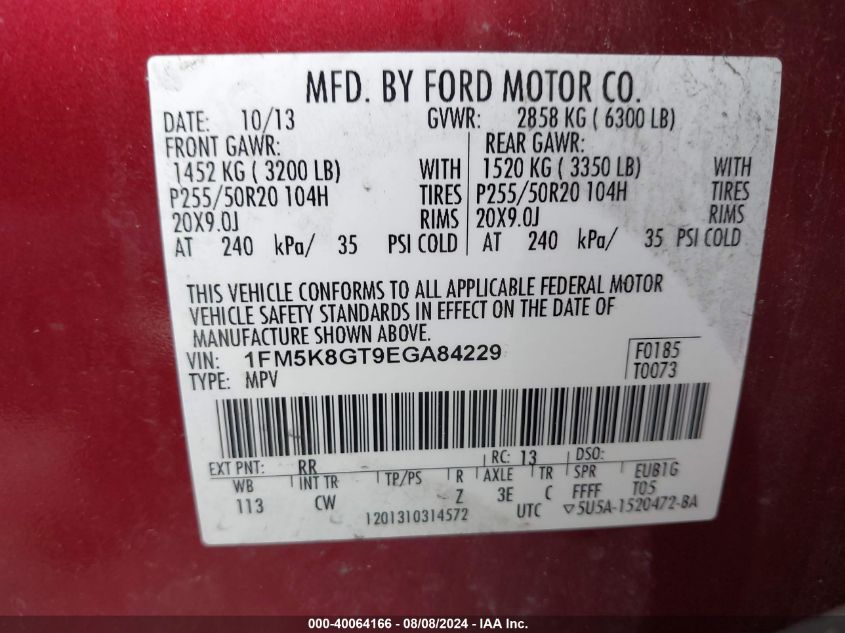 MFD. BY FORD MOTOR CO.
DATE: 10/13 GVWR: 2858 KG ( 6300 LB)
FRONT GAWR: REAR GAWR:
1452 KG ( 3200 LB) WITH 1520 KG ( 3350 LB) WITH
P255/50R20 104H TIRES P255/50R20 104H TIRES
20X9.0J RIMS 20X9.0J RIMS
AT 240 kPa/ 35 PSI COLD AT 240 kPa/ 35 PSI COLD
THIS VEHICLE CONFORMS TO ALL APPLICABLE FEDERAL MOTOR
VEHICLE SAFETY STANDARDS IN EFFECT ON THE DATE OF
MANUFACTURE SHOWN ABOVE.
VIN: 1FM5K8GT9EGA84229 F0185
TYPE: MPV T0073
EXT PNT: RR RC: 13 DSO:
WB INT TR TP/PS R AXLE TR SPR EUB1G
113 CW Z 3E C FFFF T05
1201310314572 UTC ▽5U5A-1520472-BA
000-40064166 - 08/08/2024 - IAA Inc.